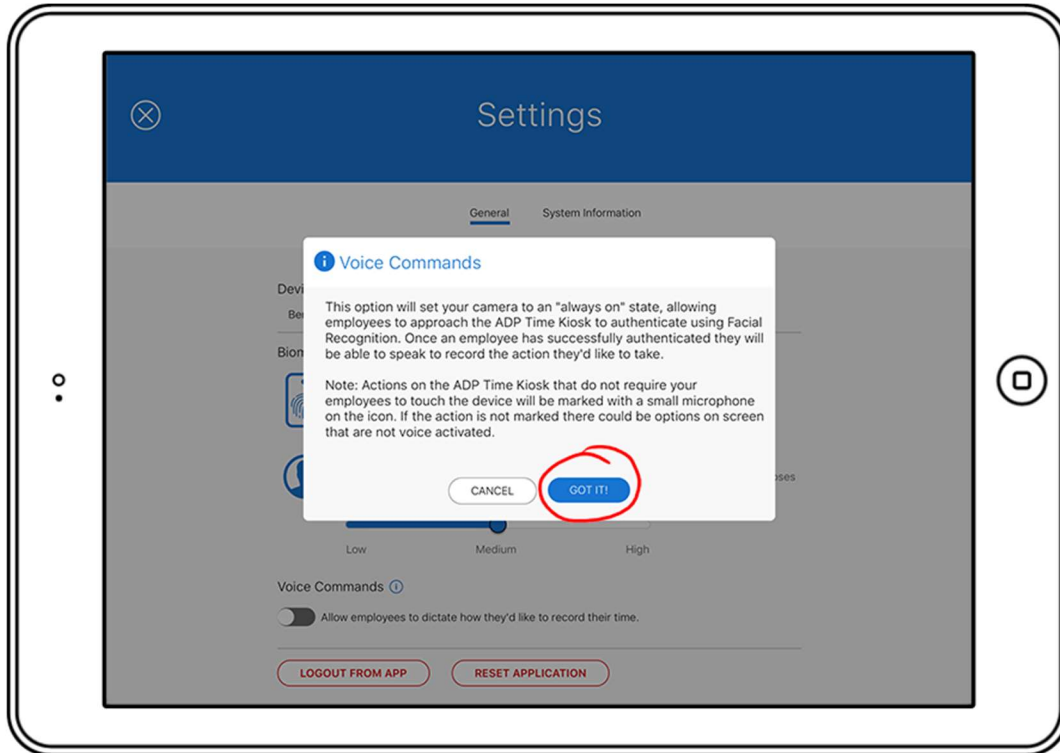 Settings
General System Information
Voice Commands
This option will set your camera to an "always on" state, allowing
employees to approach the ADP Time Kiosk to authenticate using Facial
Recognition. Once an employee has successfully authenticated they will
be able to speak to record the action they'd like to take.
Note: Actions on the ADP Time Kiosk that do not require your
employees to touch the device will be marked with a small microphone
on the icon. If the action is not marked there could be options on screen
that are not voice activated.
CANCEL GOT IT!
Low Medium High
Voice Commands
Allow employees to dictate how they'd like to record their time.
LOGOUT FROM APP RESET APPLICATION